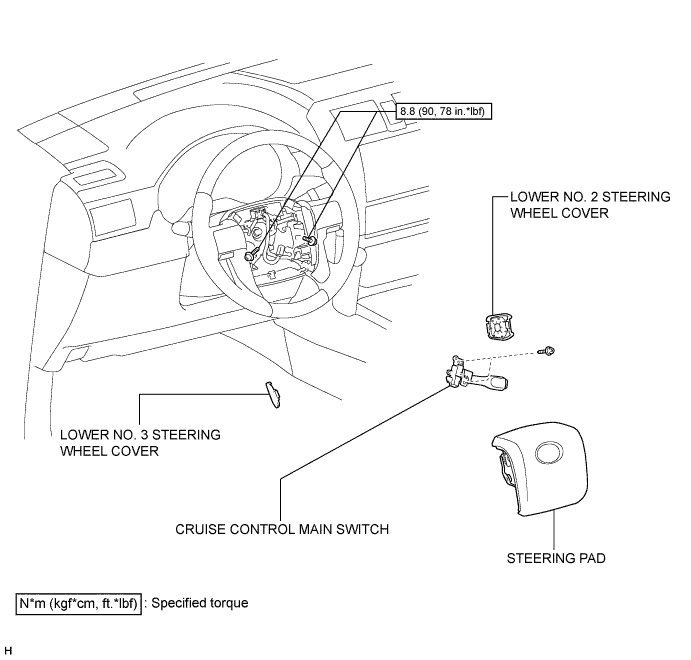 8.8 (90, 78 in.*lbf)
LOWER NO. 2 STEERING
WHEEL COVER
LOWER NO. 3 STEERING
WHEEL COVER
CRUISE CONTROL MAIN SWITCH
STEERING PAD
N*m (kgf*cm, ft.*lbf) : Specified torque
H